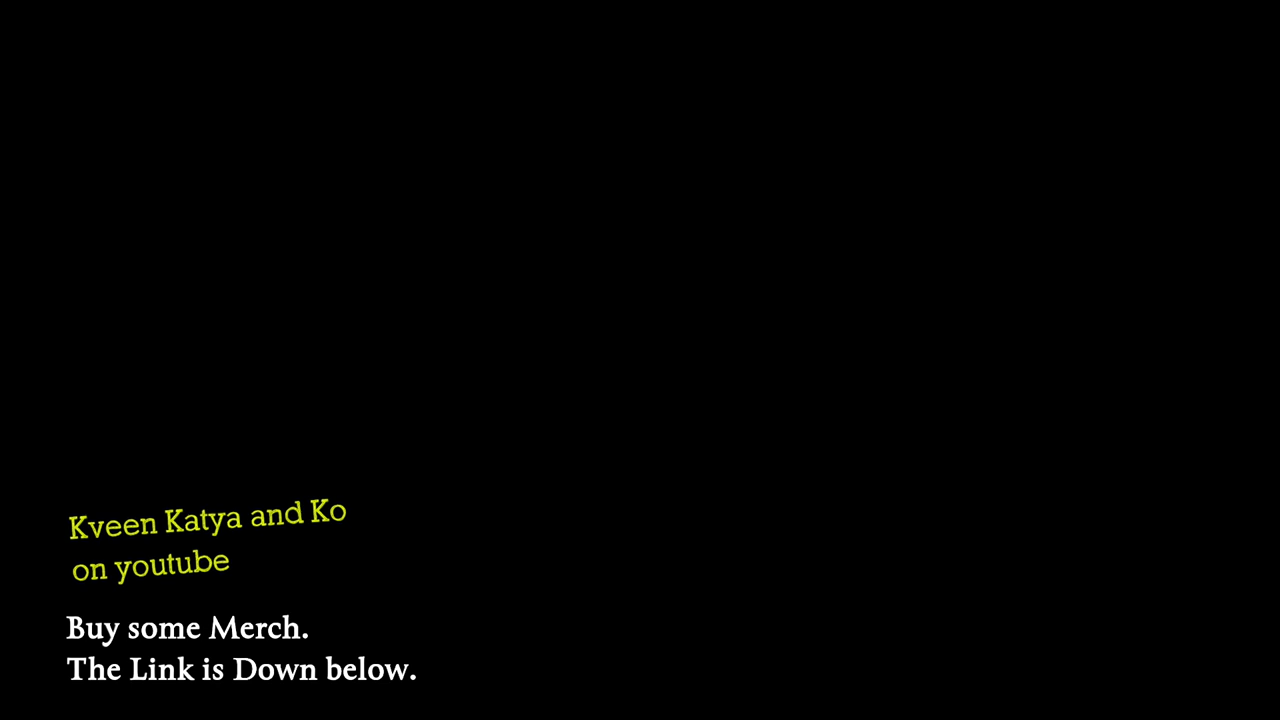 Kveen Katya and Ko
on youtube
Buy some Merch.
The Link is Down below.